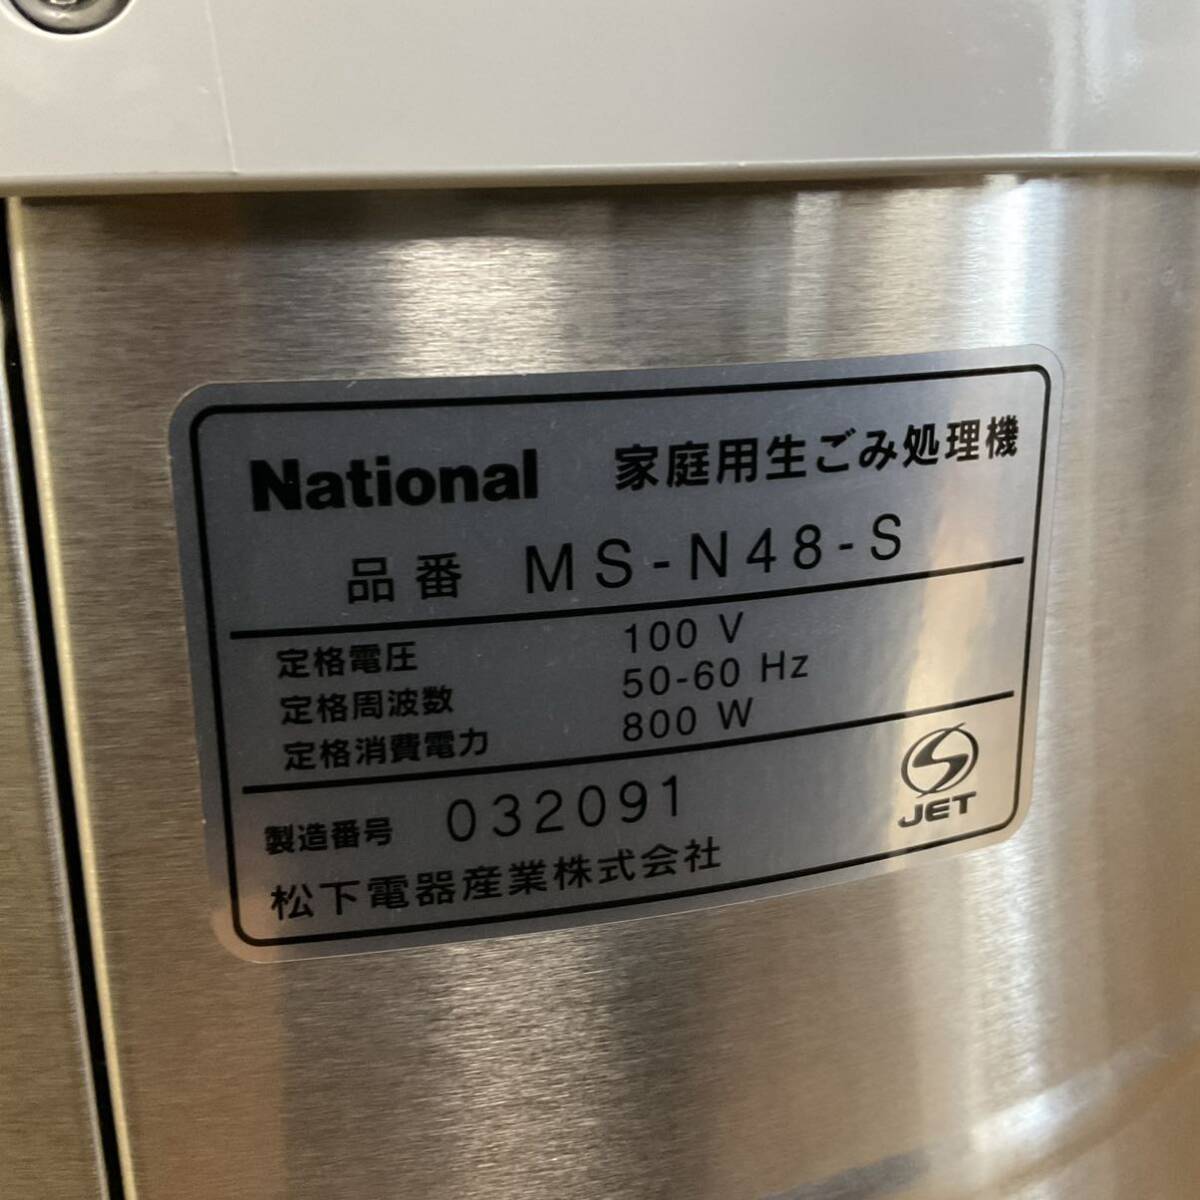 National 家庭用生ごみ処理機
品番 MS-N48-S
定格電圧 100 V
定格周波数 50-60 Hz
定格消費電力 800 W
製造番号 032091
松下電器産業株式会社
JET